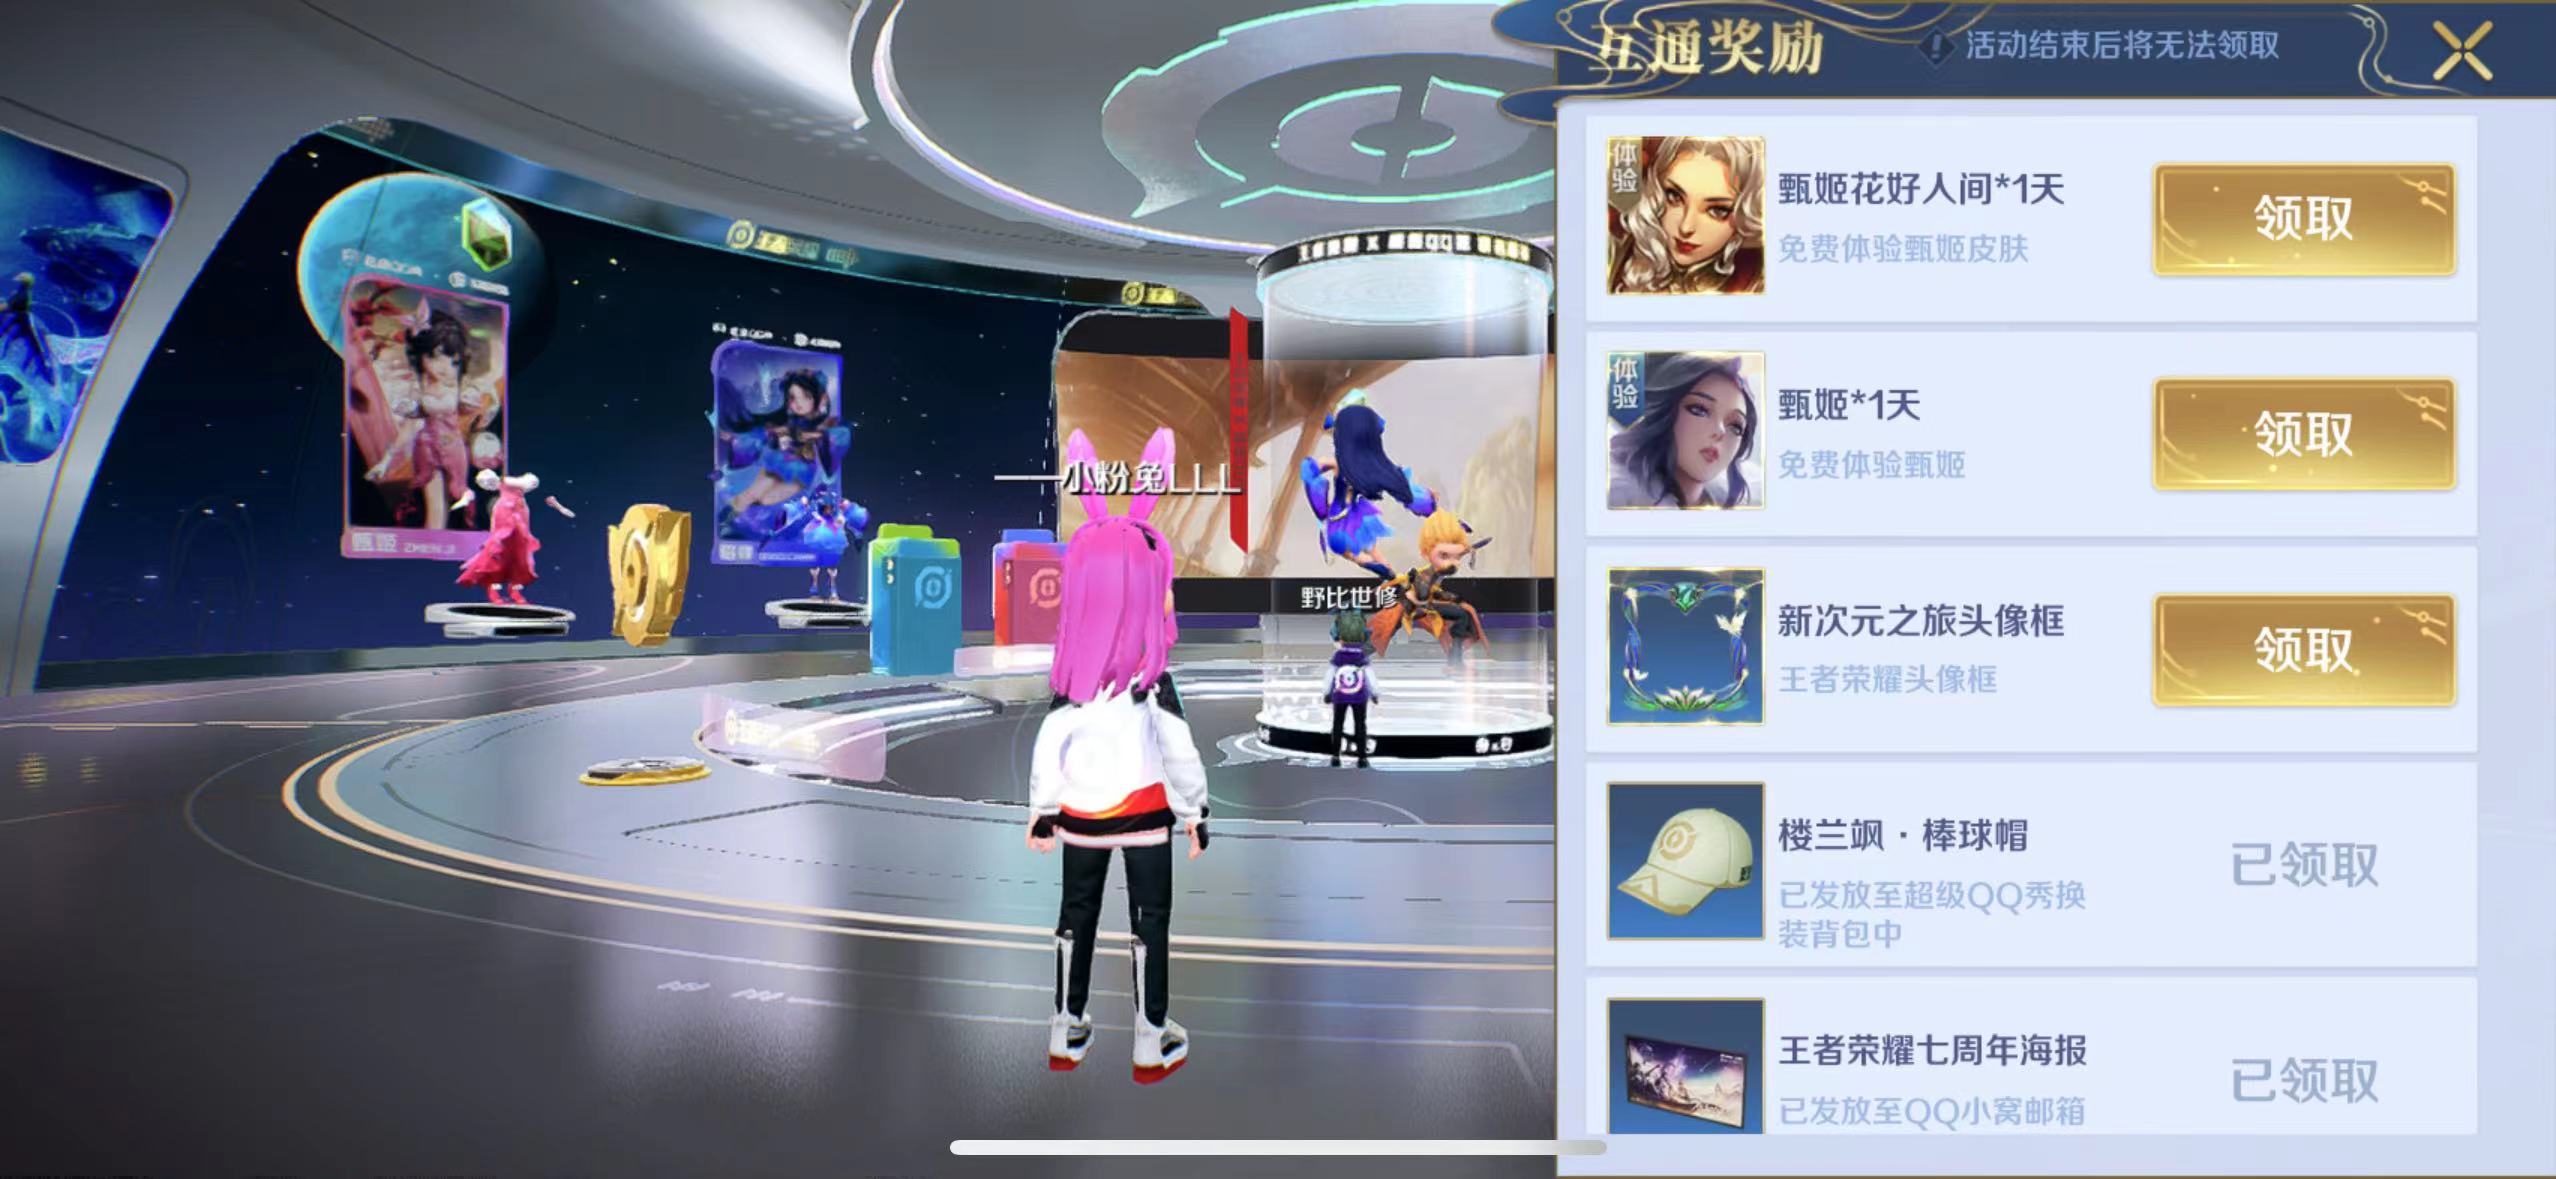 互通奖励
活动结束后将无法领取
体验
甄姬花好人间*1天
免费体验甄姬皮肤
领取
体验
甄姬*1天
免费体验甄姬
领取
新次元之旅头像框
王者荣耀头像框
领取
楼兰飒·棒球帽
已发放至超级QQ秀换
装背包中
已领取
王者荣耀七周年海报
已发放至QQ小窝邮箱
已领取
一小粉兔LLL
野比世修
甄姬